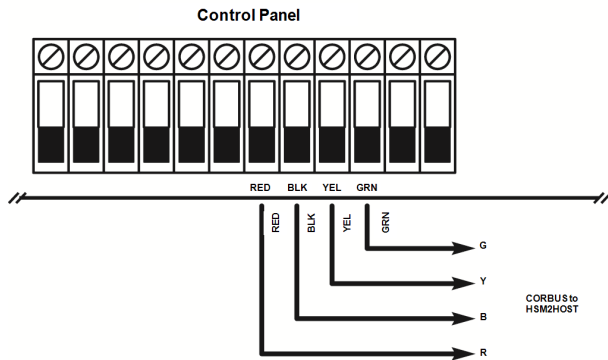 Control Panel
RED BLK YEL GRN
RED
BLK
YEL
GRN
G
Y
CORBUS to
HSM2HOST
B
R